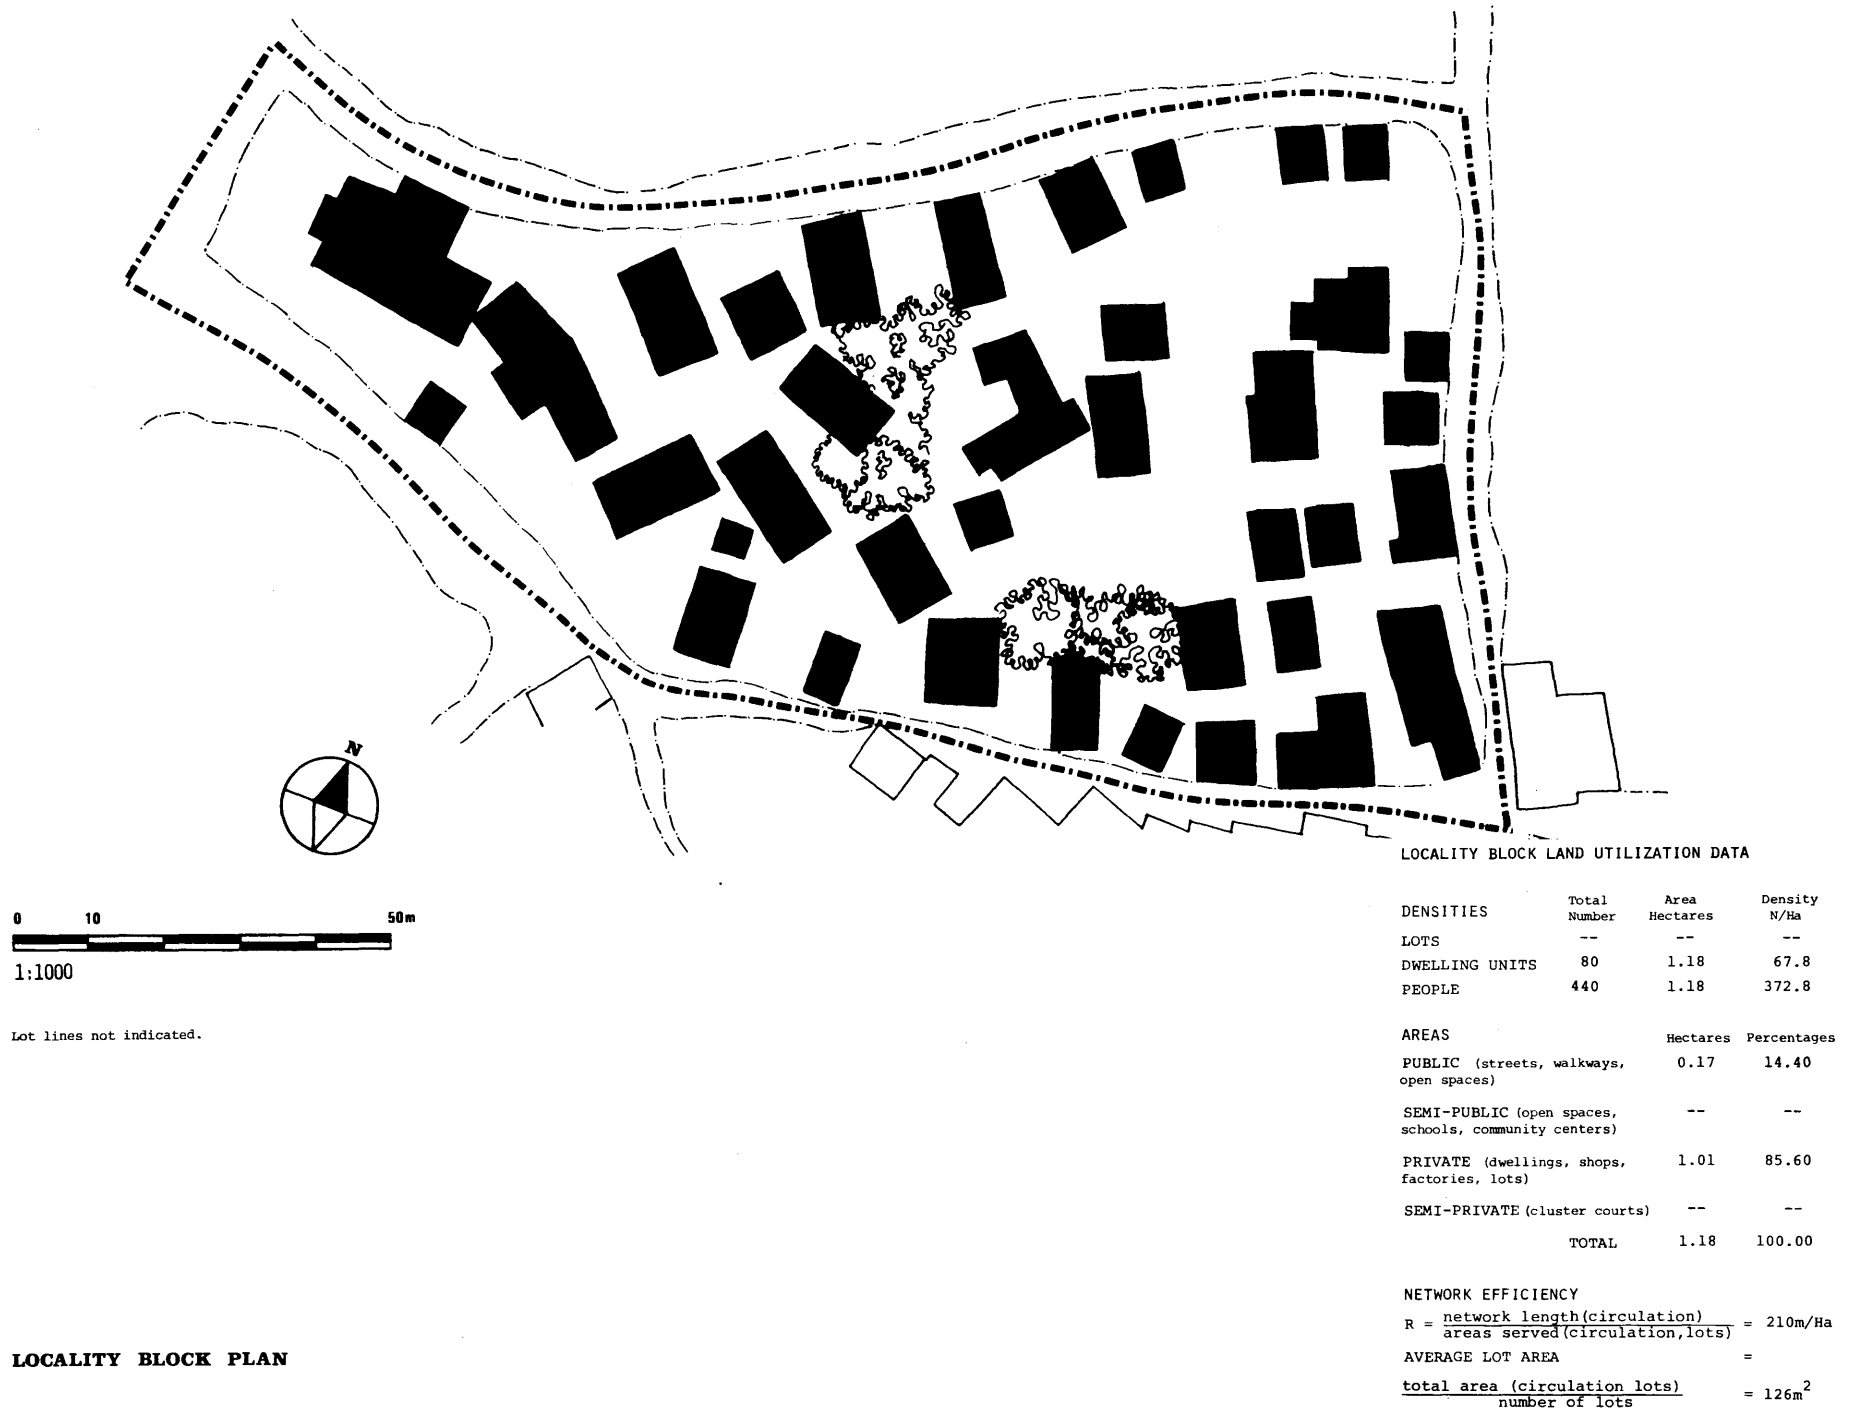 N
0 10 50m
1:1000
Lot lines not indicated.
LOCALITY BLOCK PLAN
LOCALITY BLOCK LAND UTILIZATION DATA
DENSITIES Total Number Area Hectares Density N/Ha
LOTS -- -- --
DWELLING UNITS 80 1.18 67.8
PEOPLE 440 1.18 372.8
AREAS Hectares Percentages
PUBLIC (streets, walkways, 0.17 14.40
open spaces)
SEMI-PUBLIC (open spaces, -- --
schools, community centers)
PRIVATE (dwellings, shops, 1.01 85.60
factories, lots)
SEMI-PRIVATE (cluster courts) -- --
TOTAL 1.18 100.00
NETWORK EFFICIENCY
R = network length (circulation)
areas served (circulation, lots) = 210m/Ha
AVERAGE LOT AREA =
total area (circulation lots)
number of lots = 126m²